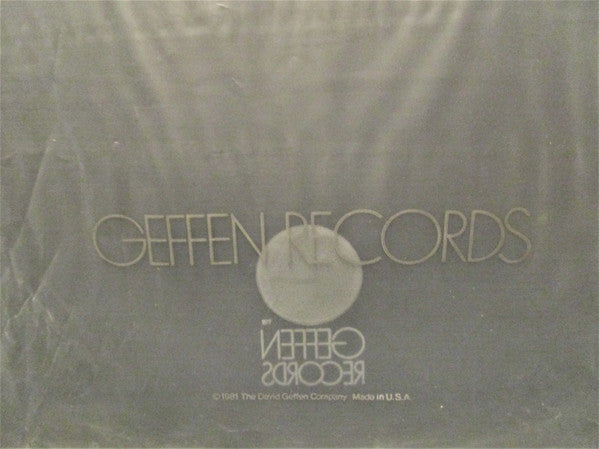 GEFFEN RECORDS
GEFFEN
RECORDS
© 1981 The David Geffen Company Made in U.S.A.